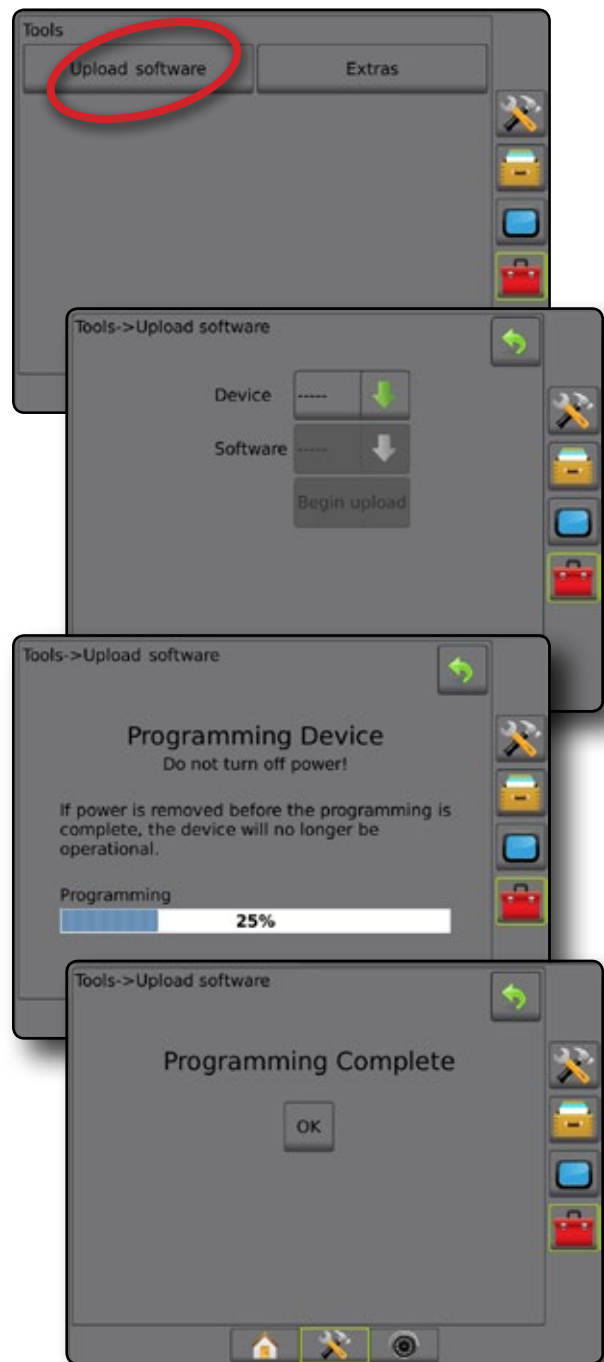 Tools
Upload software
Extras
Tools->Upload software
Device
-----
Software
-----
Begin upload
Tools->Upload software
Programming Device
Do not turn off power!
If power is removed before the programming is
complete, the device will no longer be
operational.
Programming
25%
Tools->Upload software
Programming Complete
OK